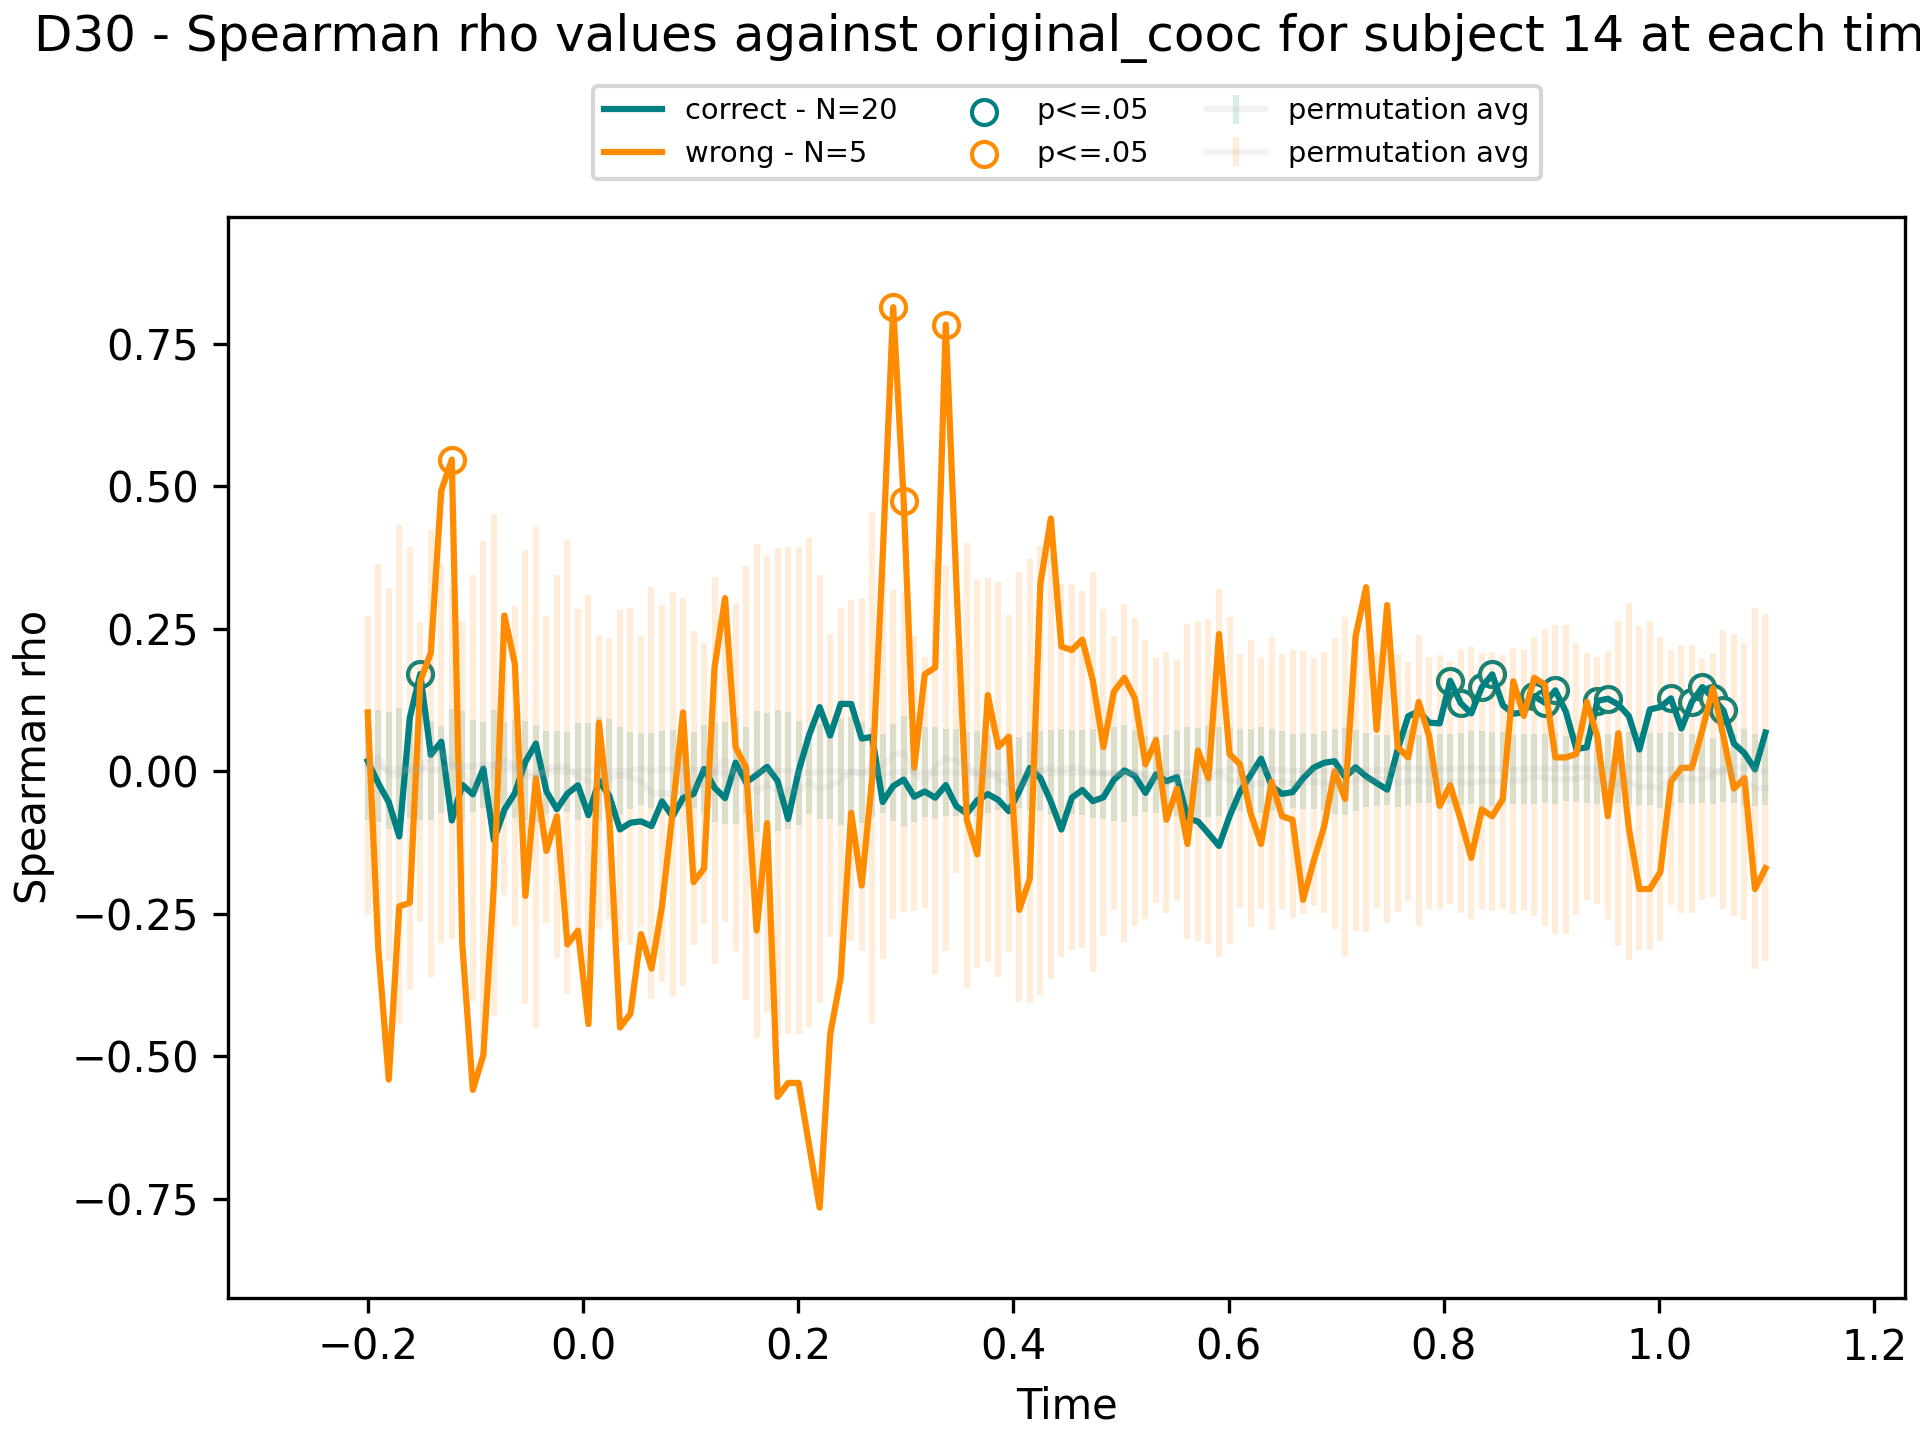 D30 - Spearman rho values against original_cooc for subject 14 at each tim
correct - N=20
wrong - N=5
p<=.05
p<=.05
permutation avg
permutation avg
Spearman rho
0.75
0.50
0.25
0.00
−0.25
−0.50
−0.75
−0.2 0.0 0.2 0.4 0.6 0.8 1.0 1.2
Time